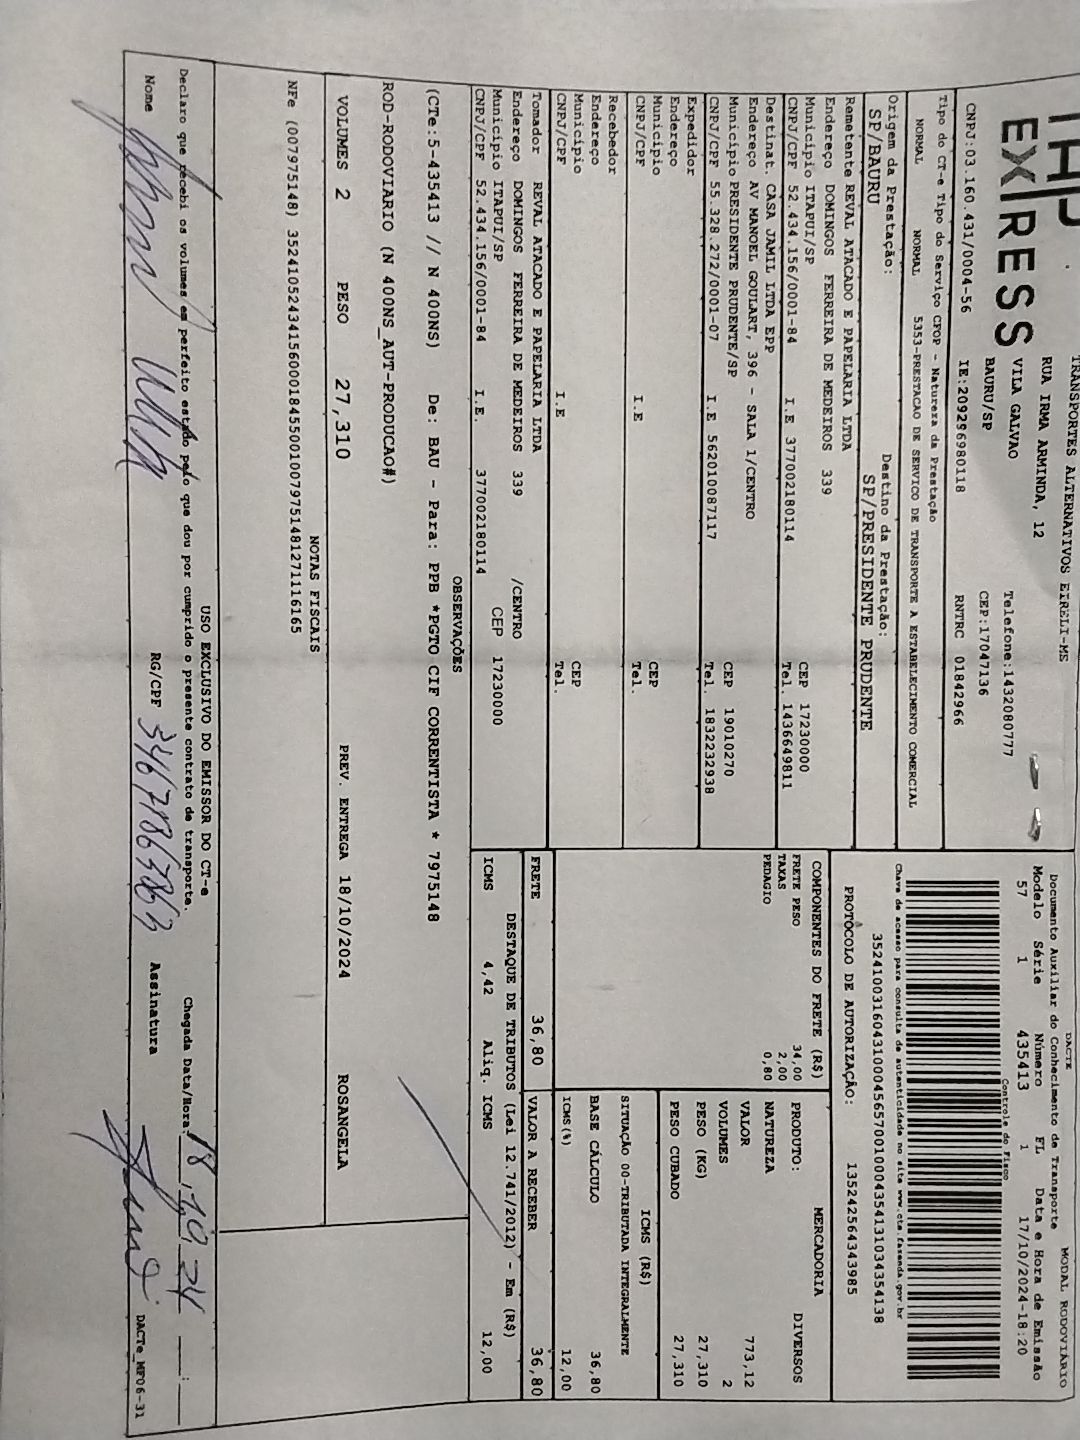 TRANSPORTES ALTERNATIVOS EIRELI-ME
EXPRESS
RUA IRMA ARMINDA, 12
VILA GALVAO
BAURU/SP
Telefone:1432080777
CEP:17047136
CNPJ:03.160.431/0004-56 IE:209296980118 RNTRC 01842966
Tipo do CT-e Tipo do Serviço CFOP - Natureza da Prestação
NORMAL NORMAL 5353-PRESTACAO DE SERVICO DE TRANSPORTE A ESTABELECIMENTO COMERCIAL
Origem da Prestação: Destino da Prestação:
SP/BAURU SP/PRESIDENTE PRUDENTE
Remetente REVAL ATACADO E PAPELARIA LTDA
Endereço DOMINGOS FERREIRA DE MEDEIROS 339
Município ITAPUI/SP CEP 17230000
CNPJ/CPF 52.434.156/0001-84 I.E 377002180114 Tel. 1436649811
Destinat. CASA JAMIL LTDA EPP
Endereço AV MANOEL GOULART, 396 - SALA 1/CENTRO
Município PRESIDENTE PRUDENTE/SP CEP 19010270
CNPJ/CPF 55.328.272/0001-07 I.E 562010087117 Tel. 1832232938
Expedidor
Endereço
Município CEP
CNPJ/CPF I.E Tel.
Recebedor
Endereço
Município CEP
CNPJ/CPF I.E Tel.
Tomador REVAL ATACADO E PAPELARIA LTDA
Endereço DOMINGOS FERREIRA DE MEDEIROS 339 /CENTRO
Município ITAPUI/SP CEP 17230000
CNPJ/CPF 52.434.156/0001-84 I.E. 377002180114
DACTE MODAL RODOVIÁRIO
Documento Auxiliar do Conhecimento de Transporte
Modelo Série Número FL Data e Hora de Emissão
57 1 435413 1 17/10/2024-18:20
Controle do Fisco
35241003160431000456570010004354131034354138
Chave de acesso para consulta de autenticidade no site www.cte.fazenda.gov.br
PROTOCOLO DE AUTORIZAÇÃO: 135242564343985
COMPONENTES DO FRETE (R$)
FRETE PESO 34,00
TAXAS 2,00
PEDAGIO 0,80
MERCADORIA
PRODUTO: DIVERSOS
NATUREZA
VALOR 773,12
VOLUMES 2
PESO (KG) 27,310
PESO CUBADO 27,310
ICMS (R$)
SITUAÇÃO 00-TRIBUTADA INTEGRALMENTE
BASE CÁLCULO 36,80
ICMS(%) 12,00
FRETE 36,80 VALOR A RECEBER 36,80
DESTAQUE DE TRIBUTOS (Lei 12.741/2012) - Em (R$)
ICMS 4,42 Aliq. ICMS 12,00
OBSERVAÇÕES
(CTe:5-435413 // N 400NS) De: BAU - Para: PPB *PGTO CIF CORRENTISTA * 7975148
ROD-RODOVIARIO (N 400NS_AUT-PRODUCAO#)
VOLUMES 2 PESO 27,310 PREV. ENTREGA 18/10/2024 ROSANGELA
NOTAS FISCAIS
NFe (007975148) 35241052434156000184550010079751481271116165
USO EXCLUSIVO DO EMISSOR DO CT-e
Declaro que recebi os volumes em perfeito estado pelo que dou por cumprido o presente contrato de transporte. Chegada Data/Hora: 18,10,24 __:__
Nome RG/CPF Assinatura DACTe_MF06-31